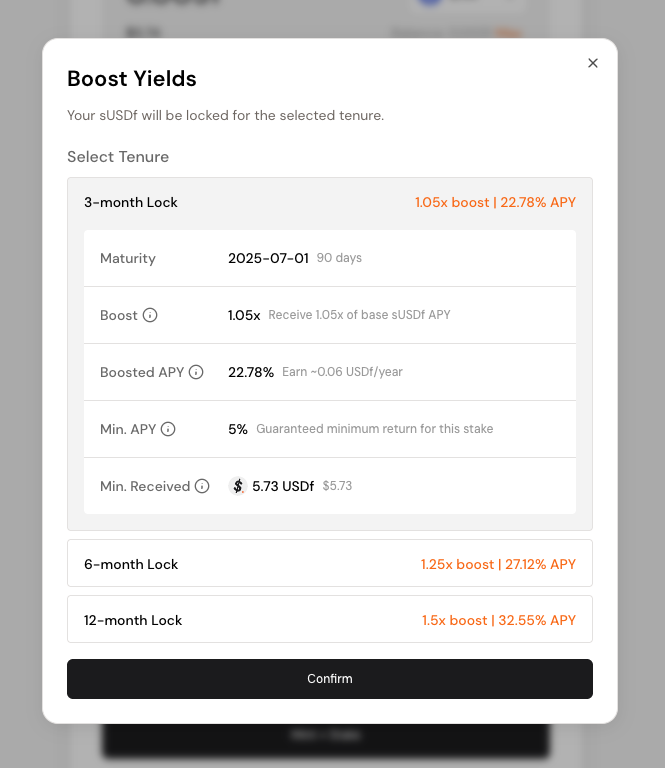 Boost Yields
Your sUSDf will be locked for the selected tenure.
Select Tenure
3-month Lock 1.05x boost | 22.78% APY
Maturity 2025-07-01 90 days
Boost 1.05x Receive 1.05x of base sUSDf APY
Boosted APY 22.78% Earn ~0.06 USDf/year
Min. APY 5% Guaranteed minimum return for this stake
Min. Received $ 5.73 USDf $5.73
6-month Lock 1.25x boost | 27.12% APY
12-month Lock 1.5x boost | 32.55% APY
Confirm